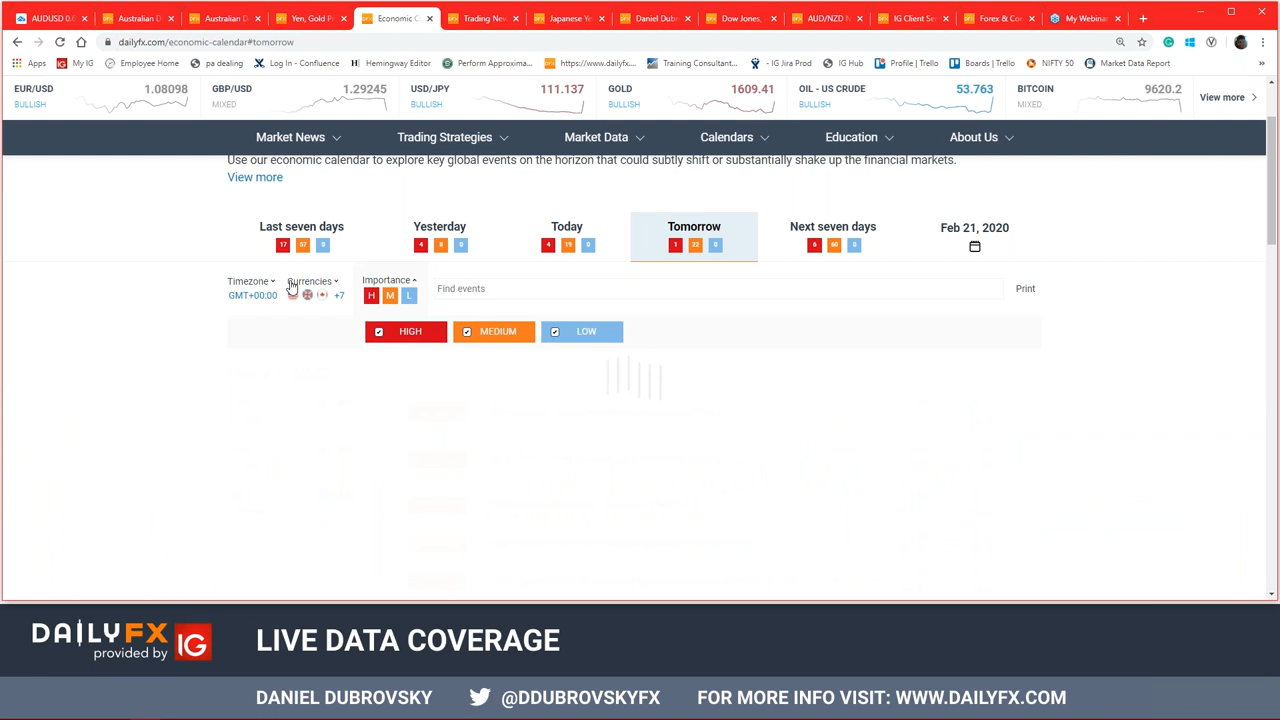 AUDUSD 0.6
Australian D
Australian D
Yen, Gold P
Economic C
Trading New
Japanese Ye
Daniel Dubr
Dow Jones,
AUD/NZD N
IG Client Se
Forex & Co
My Webina
dailyfx.com/economic-calendar#tomorrow
Apps
My IG
Employee Home
pa dealing
Log In - Confluence
Hemingway Editor
Perform Approxima...
https://www.dailyfx...
Training Consultant...
- IG Jira Prod
IG Hub
Profile | Trello
Boards | Trello
NIFTY 50
Market Data Report
EUR/USD 1.08098
BULLISH
GBP/USD 1.29245
MIXED
USD/JPY 111.137
BULLISH
GOLD 1609.41
BULLISH
OIL - US CRUDE 53.763
BULLISH
BITCOIN 9620.2
MIXED
View more
Market News
Trading Strategies
Market Data
Calendars
Education
About Us
Use our economic calendar to explore key global events on the horizon that could subtly shift or substantially shake up the financial markets.
View more
Last seven days
17 57 0
Yesterday
4 8 0
Today
4 19 0
Tomorrow
1 22 0
Next seven days
6 60 0
Feb 21, 2020
Timezone
GMT+00:00
Currencies
+7
Importance
H M L
Find events
Print
HIGH
MEDIUM
LOW
DAILYFX
provided by IG
LIVE DATA COVERAGE
DANIEL DUBROVSKY @DDUBROVSKYFX FOR MORE INFO VISIT: WWW.DAILYFX.COM